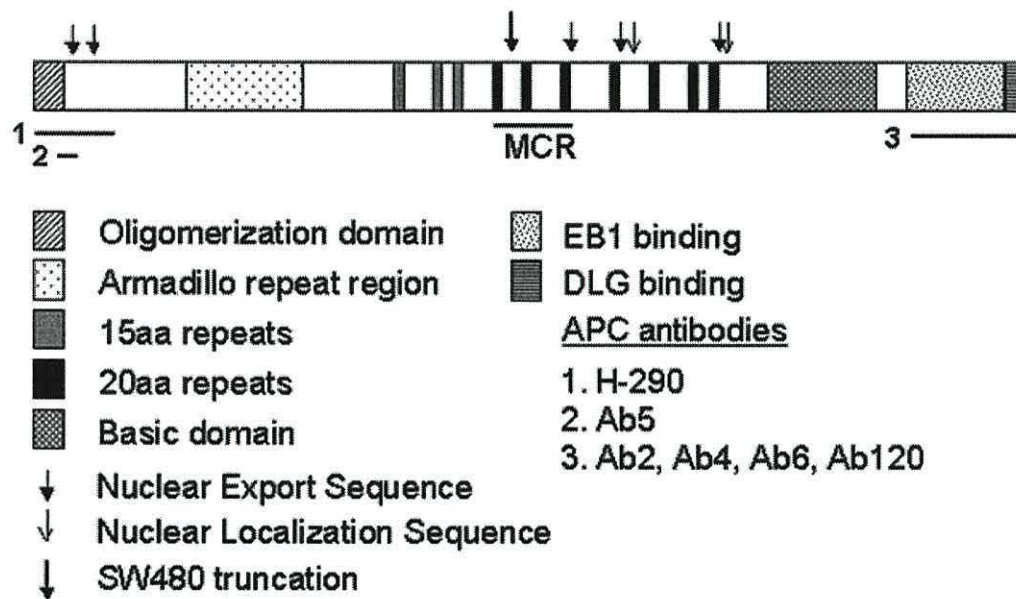 MCR
1
2
3
Oligomerization domain
Armadillo repeat region
15aa repeats
20aa repeats
Basic domain
Nuclear Export Sequence
Nuclear Localization Sequence
SW480 truncation
EB1 binding
DLG binding
APC antibodies
1. H-290
2. Ab5
3. Ab2, Ab4, Ab6, Ab120